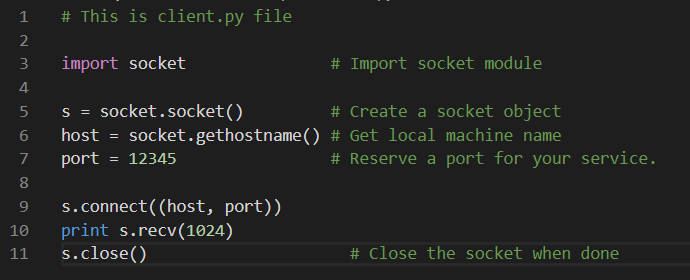 1 # This is client.py file
2
3 import socket # Import socket module
4
5 s = socket.socket() # Create a socket object
6 host = socket.gethostname() # Get local machine name
7 port = 12345 # Reserve a port for your service.
8
9 s.connect((host, port))
10 print s.recv(1024)
11 s.close() # Close the socket when done